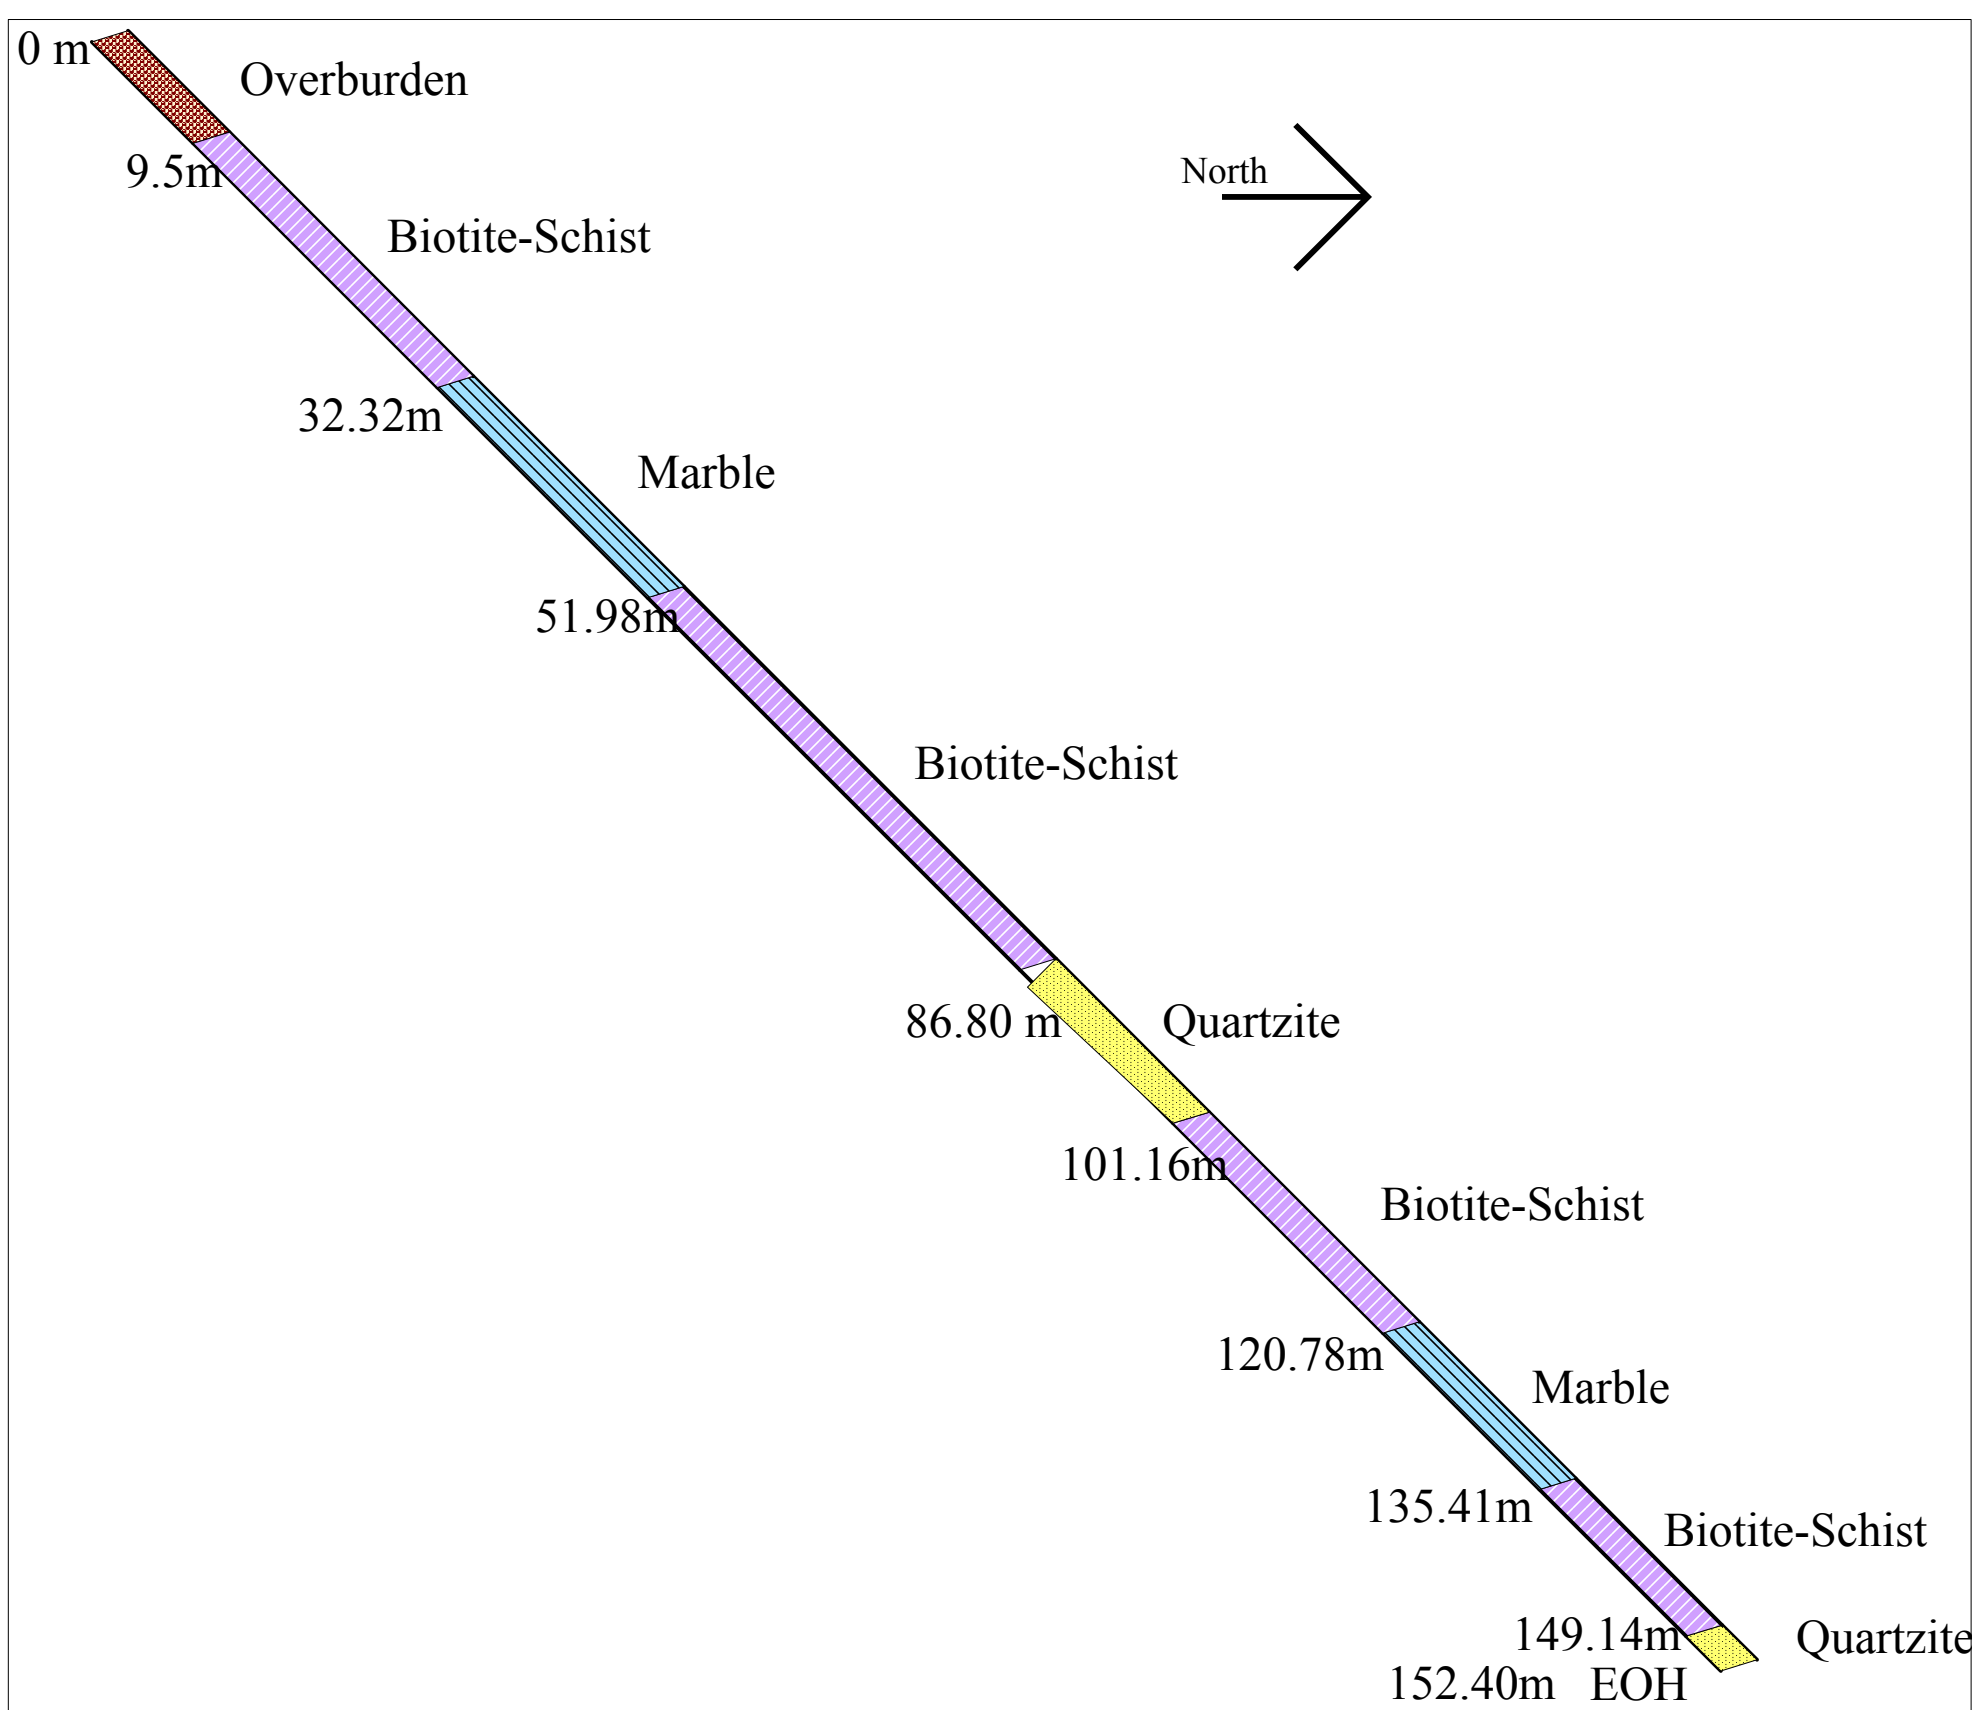 0 m
Overburden
9.5m
North
Biotite-Schist
32.32m
Marble
51.98m
Biotite-Schist
86.80 m
Quartzite
101.16m
Biotite-Schist
120.78m
Marble
135.41m
Biotite-Schist
149.14m
Quartzite
152.40m EOH